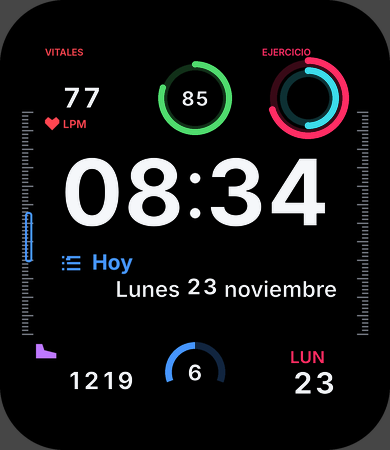 VITALES
EJERCICIO
77
85
LPM
08:34
Hoy
Lunes 23 noviembre
1219
6
LUN
23